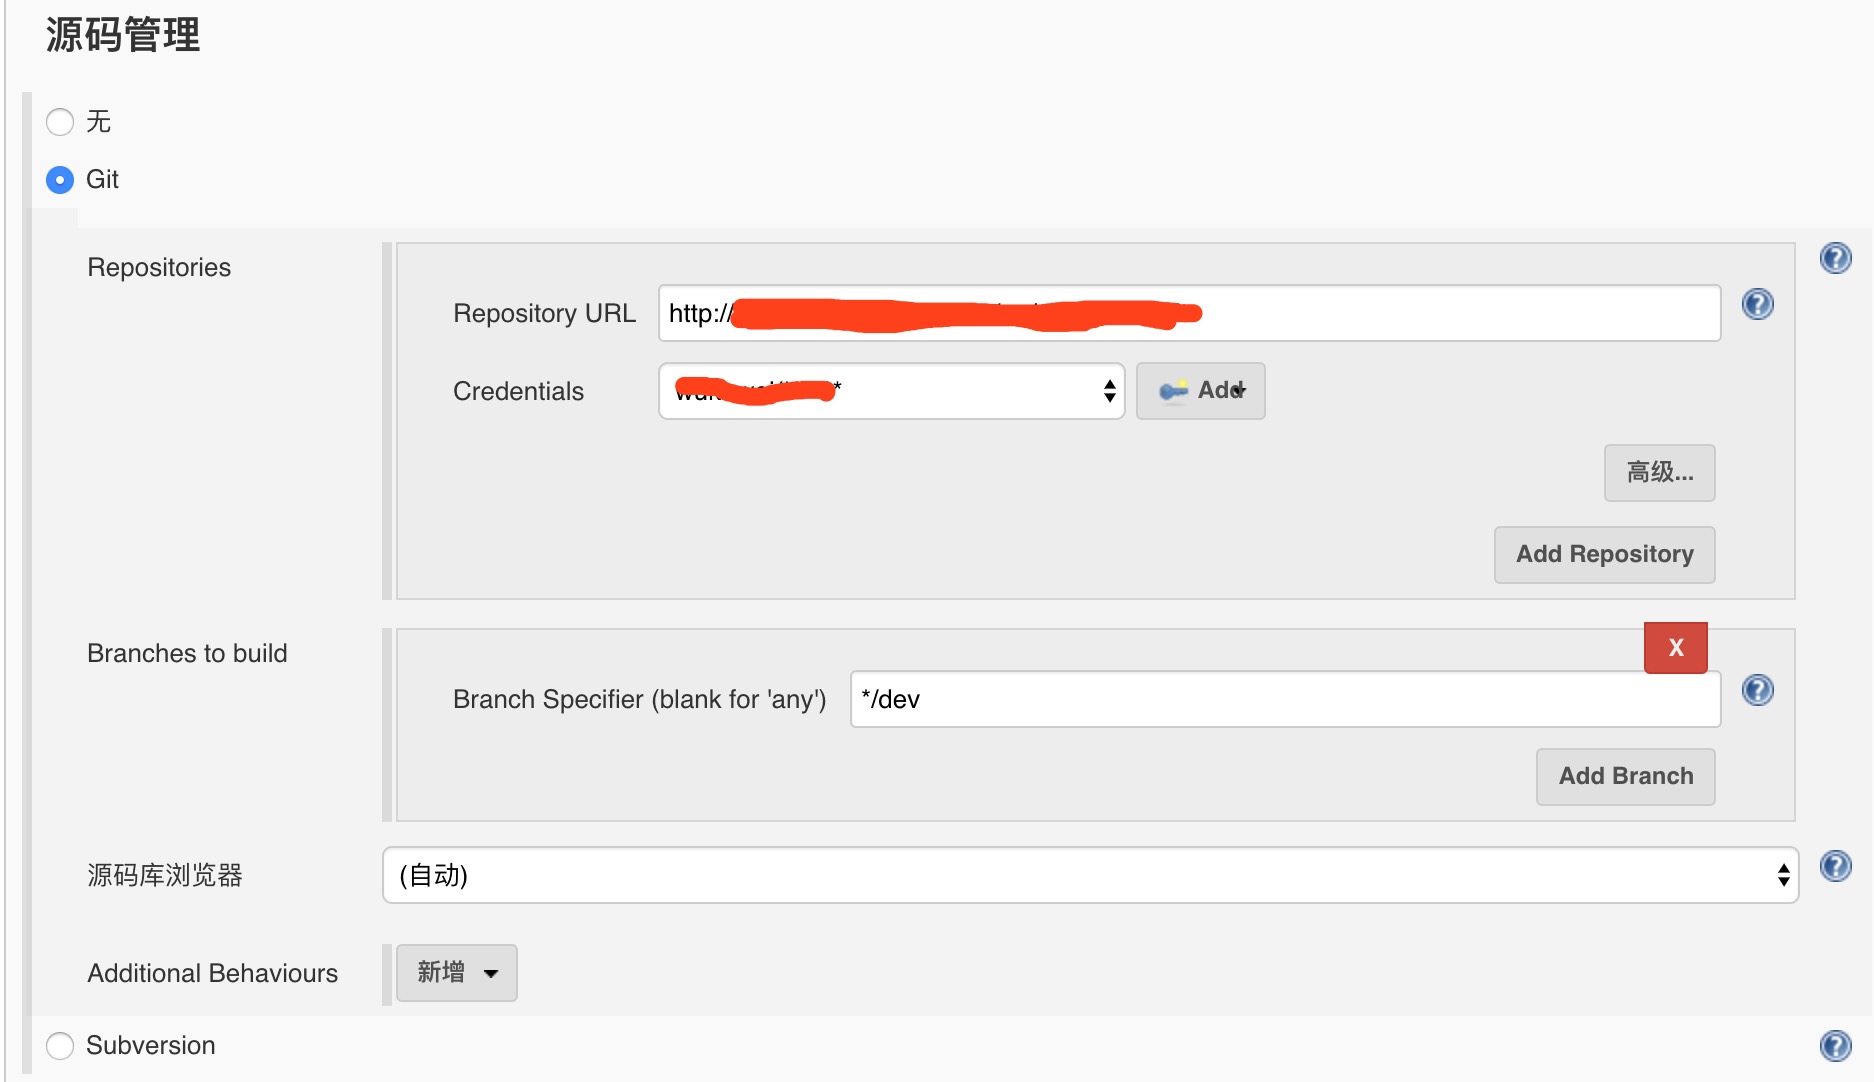 源码管理
无
Git
Repositories
Repository URL http://
Credentials
Add
高级...
Add Repository
Branches to build
X
Branch Specifier (blank for 'any') */dev
Add Branch
源码库浏览器 (自动)
Additional Behaviours 新增
Subversion